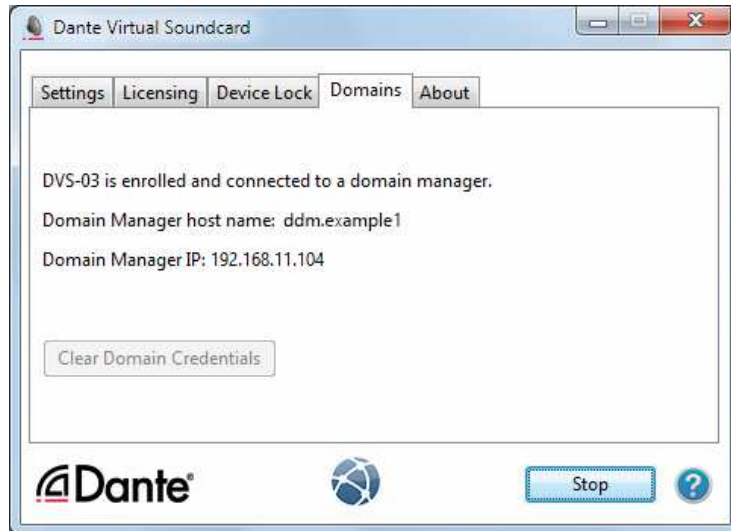 Dante Virtual Soundcard
Settings Licensing Device Lock Domains About
DVS-03 is enrolled and connected to a domain manager.
Domain Manager host name: ddm.example1
Domain Manager IP: 192.168.11.104
Clear Domain Credentials
Dante®
Stop
?